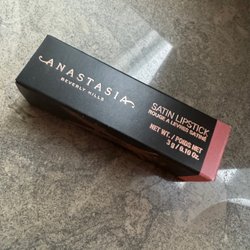 ANASTASIA
BEVERLY HILLS
SATIN LIPSTICK
ROUGE À LÈVRES SATINÉ
NET WT. / POIDS NET
3 g / 0.10 Oz.